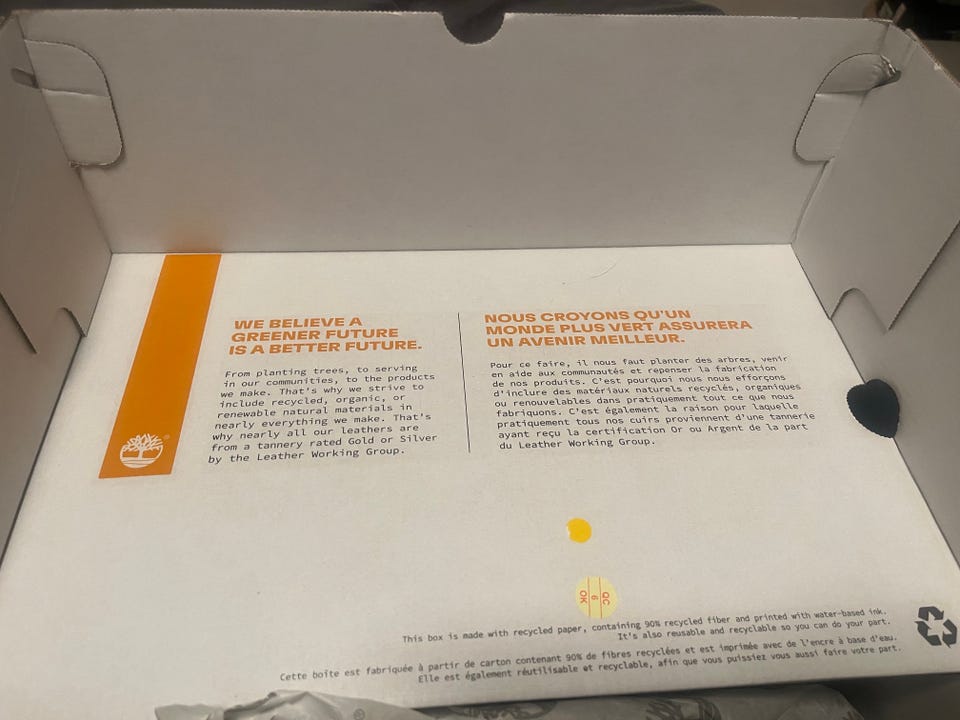 WE BELIEVE A
GREENER FUTURE
IS A BETTER FUTURE.
From planting trees, to serving
in our communities, to the products
we make. That's why we strive to
include recycled, organic, or
renewable natural materials in
nearly everything we make. That's
why nearly all our leathers are
from a tannery rated Gold or Silver
by the Leather Working Group.
NOUS CROYONS QU'UN
MONDE PLUS VERT ASSURERA
UN AVENIR MEILLEUR.
Pour ce faire, il nous faut planter des arbres, venir
en aide aux communautés et repenser la fabrication
de nos produits. C'est pourquoi nous nous efforçons
d'inclure des matériaux naturels recyclés, organiques
ou renouvelables dans pratiquement tout ce que nous
fabriquons. C'est également la raison pour laquelle
pratiquement tous nos cuirs proviennent d'une tannerie
ayant reçu la certification Or ou Argent de la part
du Leather Working Group.
QC
6
OK
This box is made with recycled paper, containing 90% recycled fiber and printed with water-based ink.
It's also reusable and recyclable so you can do your part.
Cette boîte est fabriquée à partir de carton contenant 90% de fibres recyclées et est imprimée avec de l'encre à base d'eau.
Elle est également réutilisable et recyclable, afin que vous puissiez vous aussi faire votre part.